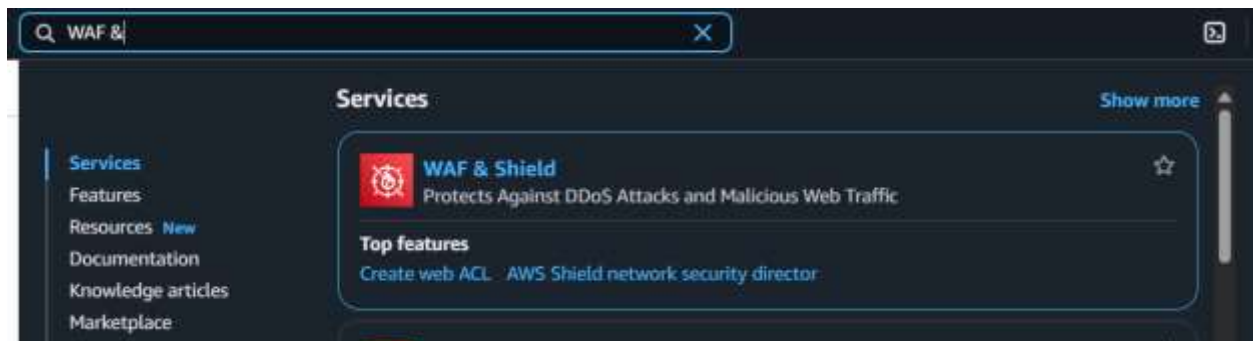 WAF &
Services
Show more
Services
Features
Resources New
Documentation
Knowledge articles
Marketplace
WAF & Shield
Protects Against DDoS Attacks and Malicious Web Traffic
Top features
Create web ACL AWS Shield network security director